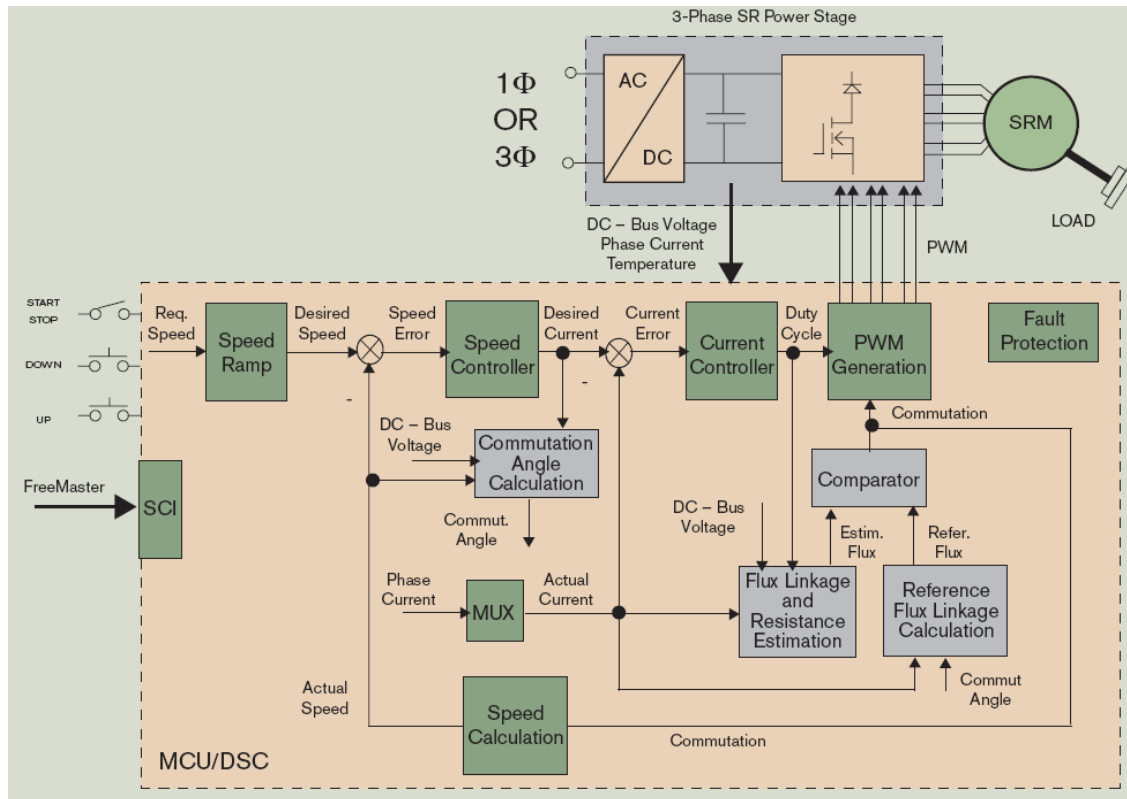 3-Phase SR Power Stage
1Φ
OR
3Φ
AC
DC
SRM
LOAD
DC – Bus Voltage
Phase Current
Temperature
PWM
START
STOP
DOWN
UP
FreeMaster
SCI
Req.
Speed
Speed
Ramp
Desired
Speed
Speed
Error
-
Speed
Controller
Desired
Current
-
Current
Error
Current
Controller
Duty
Cycle
PWM
Generation
Fault
Protection
Commutation
DC – Bus
Voltage
Commutation
Angle
Calculation
Commut.
Angle
Comparator
DC – Bus
Voltage
Estim.
Flux
Refer.
Flux
Phase
Current
MUX
Actual
Current
Flux Linkage
and
Resistance
Estimation
Reference
Flux Linkage
Calculation
Commut
Angle
Actual
Speed
Speed
Calculation
Commutation
MCU/DSC